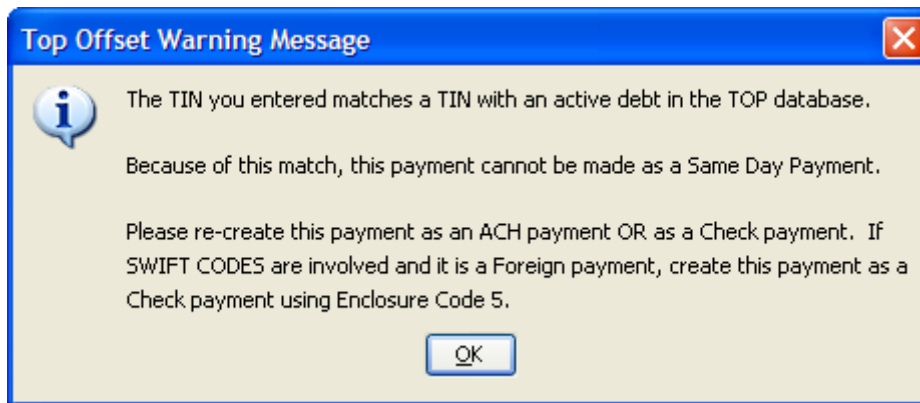 Top Offset Warning Message
The TIN you entered matches a TIN with an active debt in the TOP database.
Because of this match, this payment cannot be made as a Same Day Payment.
Please re-create this payment as an ACH payment OR as a Check payment.  If
SWIFT CODES are involved and it is a Foreign payment, create this payment as a
Check payment using Enclosure Code 5.
OK